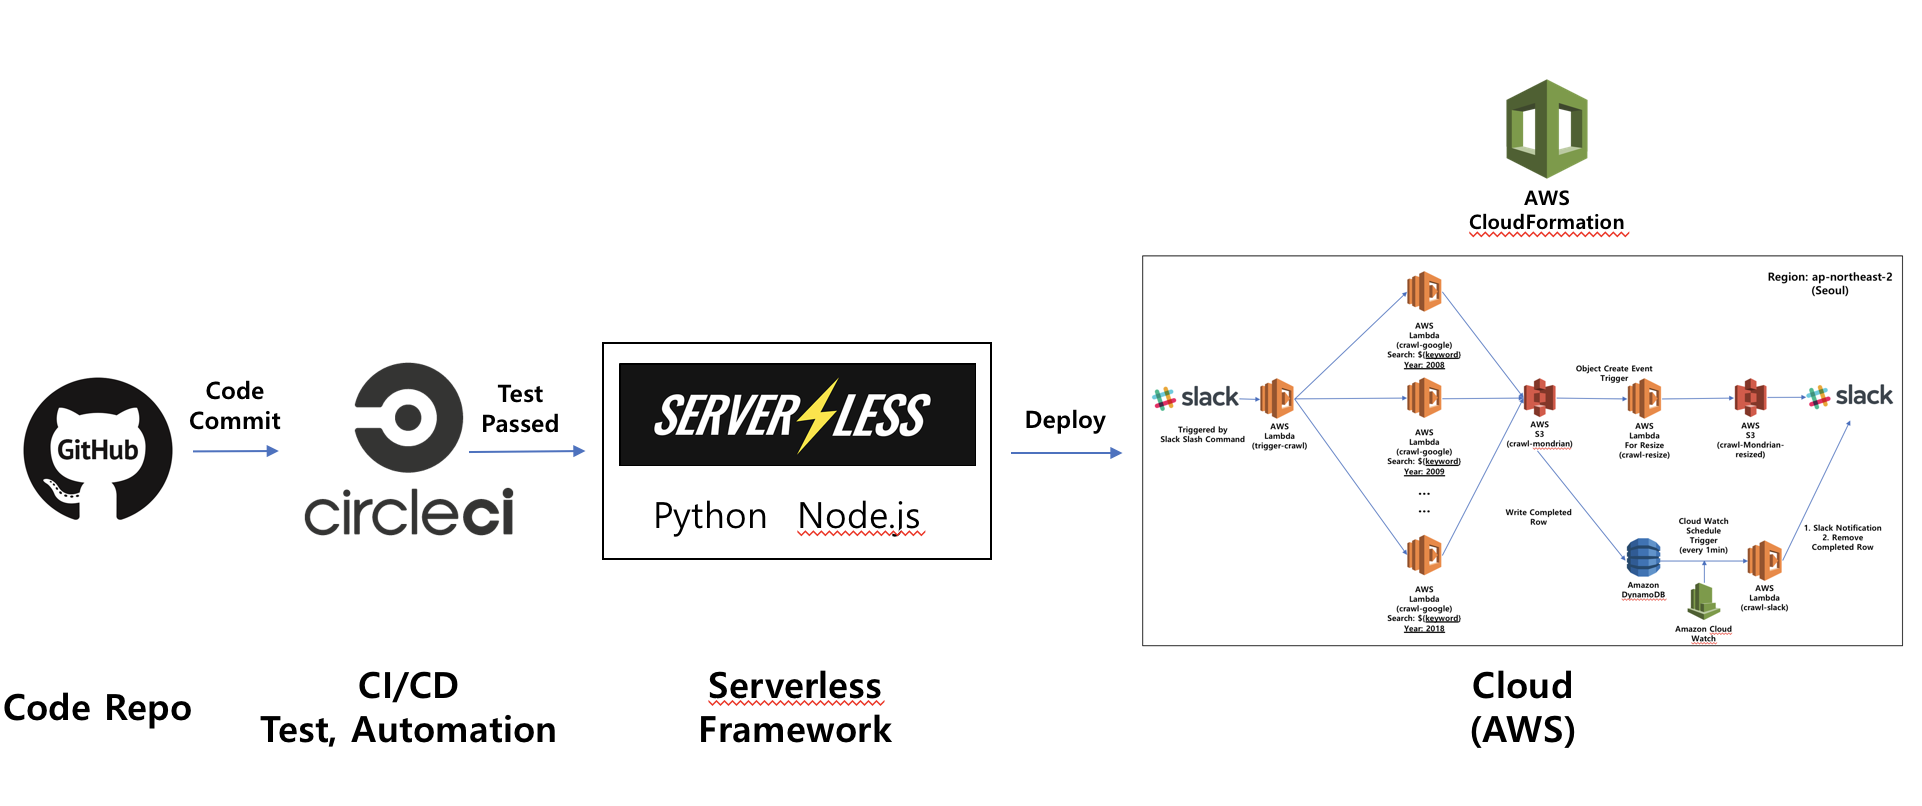 AWS
CloudFormation
Region: ap-northeast-2
(Seoul)
GitHub
Code
Commit
circleci
Test
Passed
SERVERLESS
Python Node.js
Deploy
slack
Triggered by
Slack Slash Command
AWS
Lambda
(trigger-crawl)
AWS
Lambda
(crawl-google)
Search: ${keyword}
Year: 2008
AWS
Lambda
(crawl-google)
Search: ${keyword}
Year: 2009
...
...
AWS
Lambda
(crawl-google)
Search: ${keyword}
Year: 2018
AWS
S3
(crawl-mondrian)
Object Create Event
Trigger
AWS
Lambda
For Resize
(crawl-resize)
AWS
S3
(crawl-Mondrian-
resized)
slack
Write Completed
Row
Amazon
DynamoDB
Cloud Watch
Schedule
Trigger
(every 1min)
Amazon Cloud
Watch
AWS
Lambda
(crawl-slack)
1. Slack Notification
2. Remove
Completed Row
Code Repo
CI/CD
Test, Automation
Serverless
Framework
Cloud
(AWS)